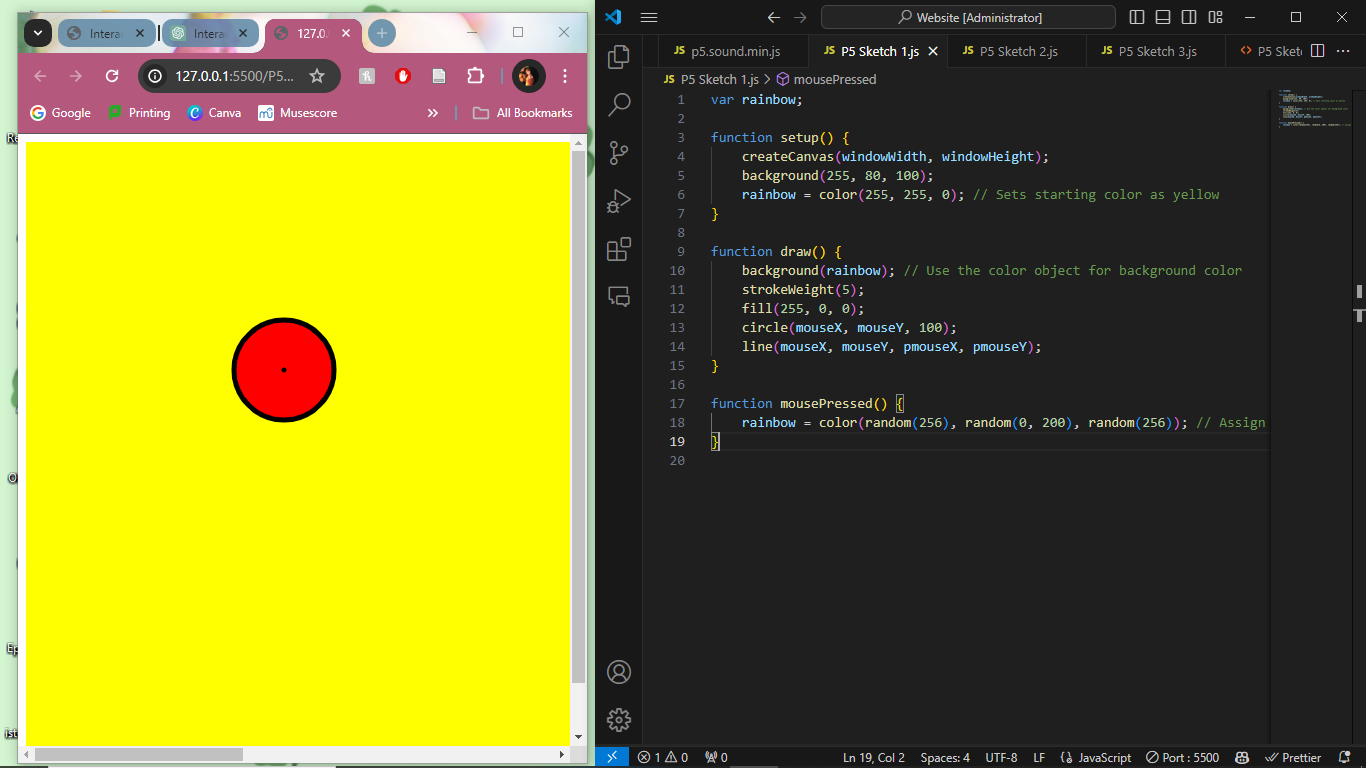 Intera
Intera
127.0.
127.0.0.1:5500/P5...
Google
Printing
Canva
Musescore
All Bookmarks
Website [Administrator]
JS p5.sound.min.js
JS P5 Sketch 1.js
JS P5 Sketch 2.js
JS P5 Sketch 3.js
P5 Sket
JS P5 Sketch 1.js > mousePressed
1 var rainbow;
2
3 function setup() {
4 createCanvas(windowWidth, windowHeight);
5 background(255, 80, 100);
6 rainbow = color(255, 255, 0); // Sets starting color as yellow
7 }
8
9 function draw() {
10 background(rainbow); // Use the color object for background color
11 strokeWeight(5);
12 fill(255, 0, 0);
13 circle(mouseX, mouseY, 100);
14 line(mouseX, mouseY, pmouseX, pmouseY);
15 }
16
17 function mousePressed() {
18 rainbow = color(random(256), random(0, 200), random(256)); // Assign
19 }
20
Re
O
Ep
ist
1 0 0
Ln 19, Col 2
Spaces: 4
UTF-8
LF
{} JavaScript
Port : 5500
Prettier